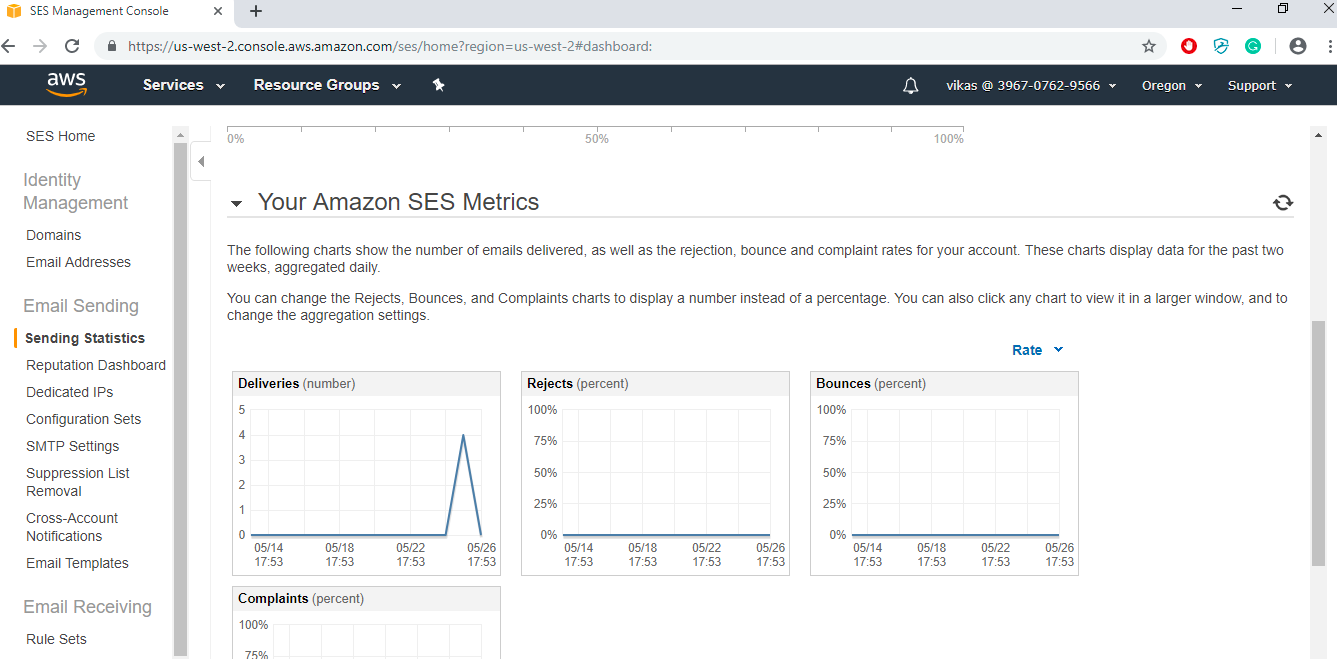 SES Management Console
https://us-west-2.console.aws.amazon.com/ses/home?region=us-west-2#dashboard:
aws Services Resource Groups vikas @ 3967-0762-9566 Oregon Support
SES Home
Identity
Management
Domains
Email Addresses
Email Sending
Sending Statistics
Reputation Dashboard
Dedicated IPs
Configuration Sets
SMTP Settings
Suppression List
Removal
Cross-Account
Notifications
Email Templates
Email Receiving
Rule Sets
0% 50% 100%
Your Amazon SES Metrics
The following charts show the number of emails delivered, as well as the rejection, bounce and complaint rates for your account. These charts display data for the past two
weeks, aggregated daily.
You can change the Rejects, Bounces, and Complaints charts to display a number instead of a percentage. You can also click any chart to view it in a larger window, and to
change the aggregation settings.
Rate
Deliveries (number)
5
4
3
2
1
0
05/14 05/18 05/22 05/26
17:53 17:53 17:53 17:53
Rejects (percent)
100%
75%
50%
25%
0%
05/14 05/18 05/22 05/26
17:53 17:53 17:53 17:53
Bounces (percent)
100%
75%
50%
25%
0%
05/14 05/18 05/22 05/26
17:53 17:53 17:53 17:53
Complaints (percent)
100%
75%